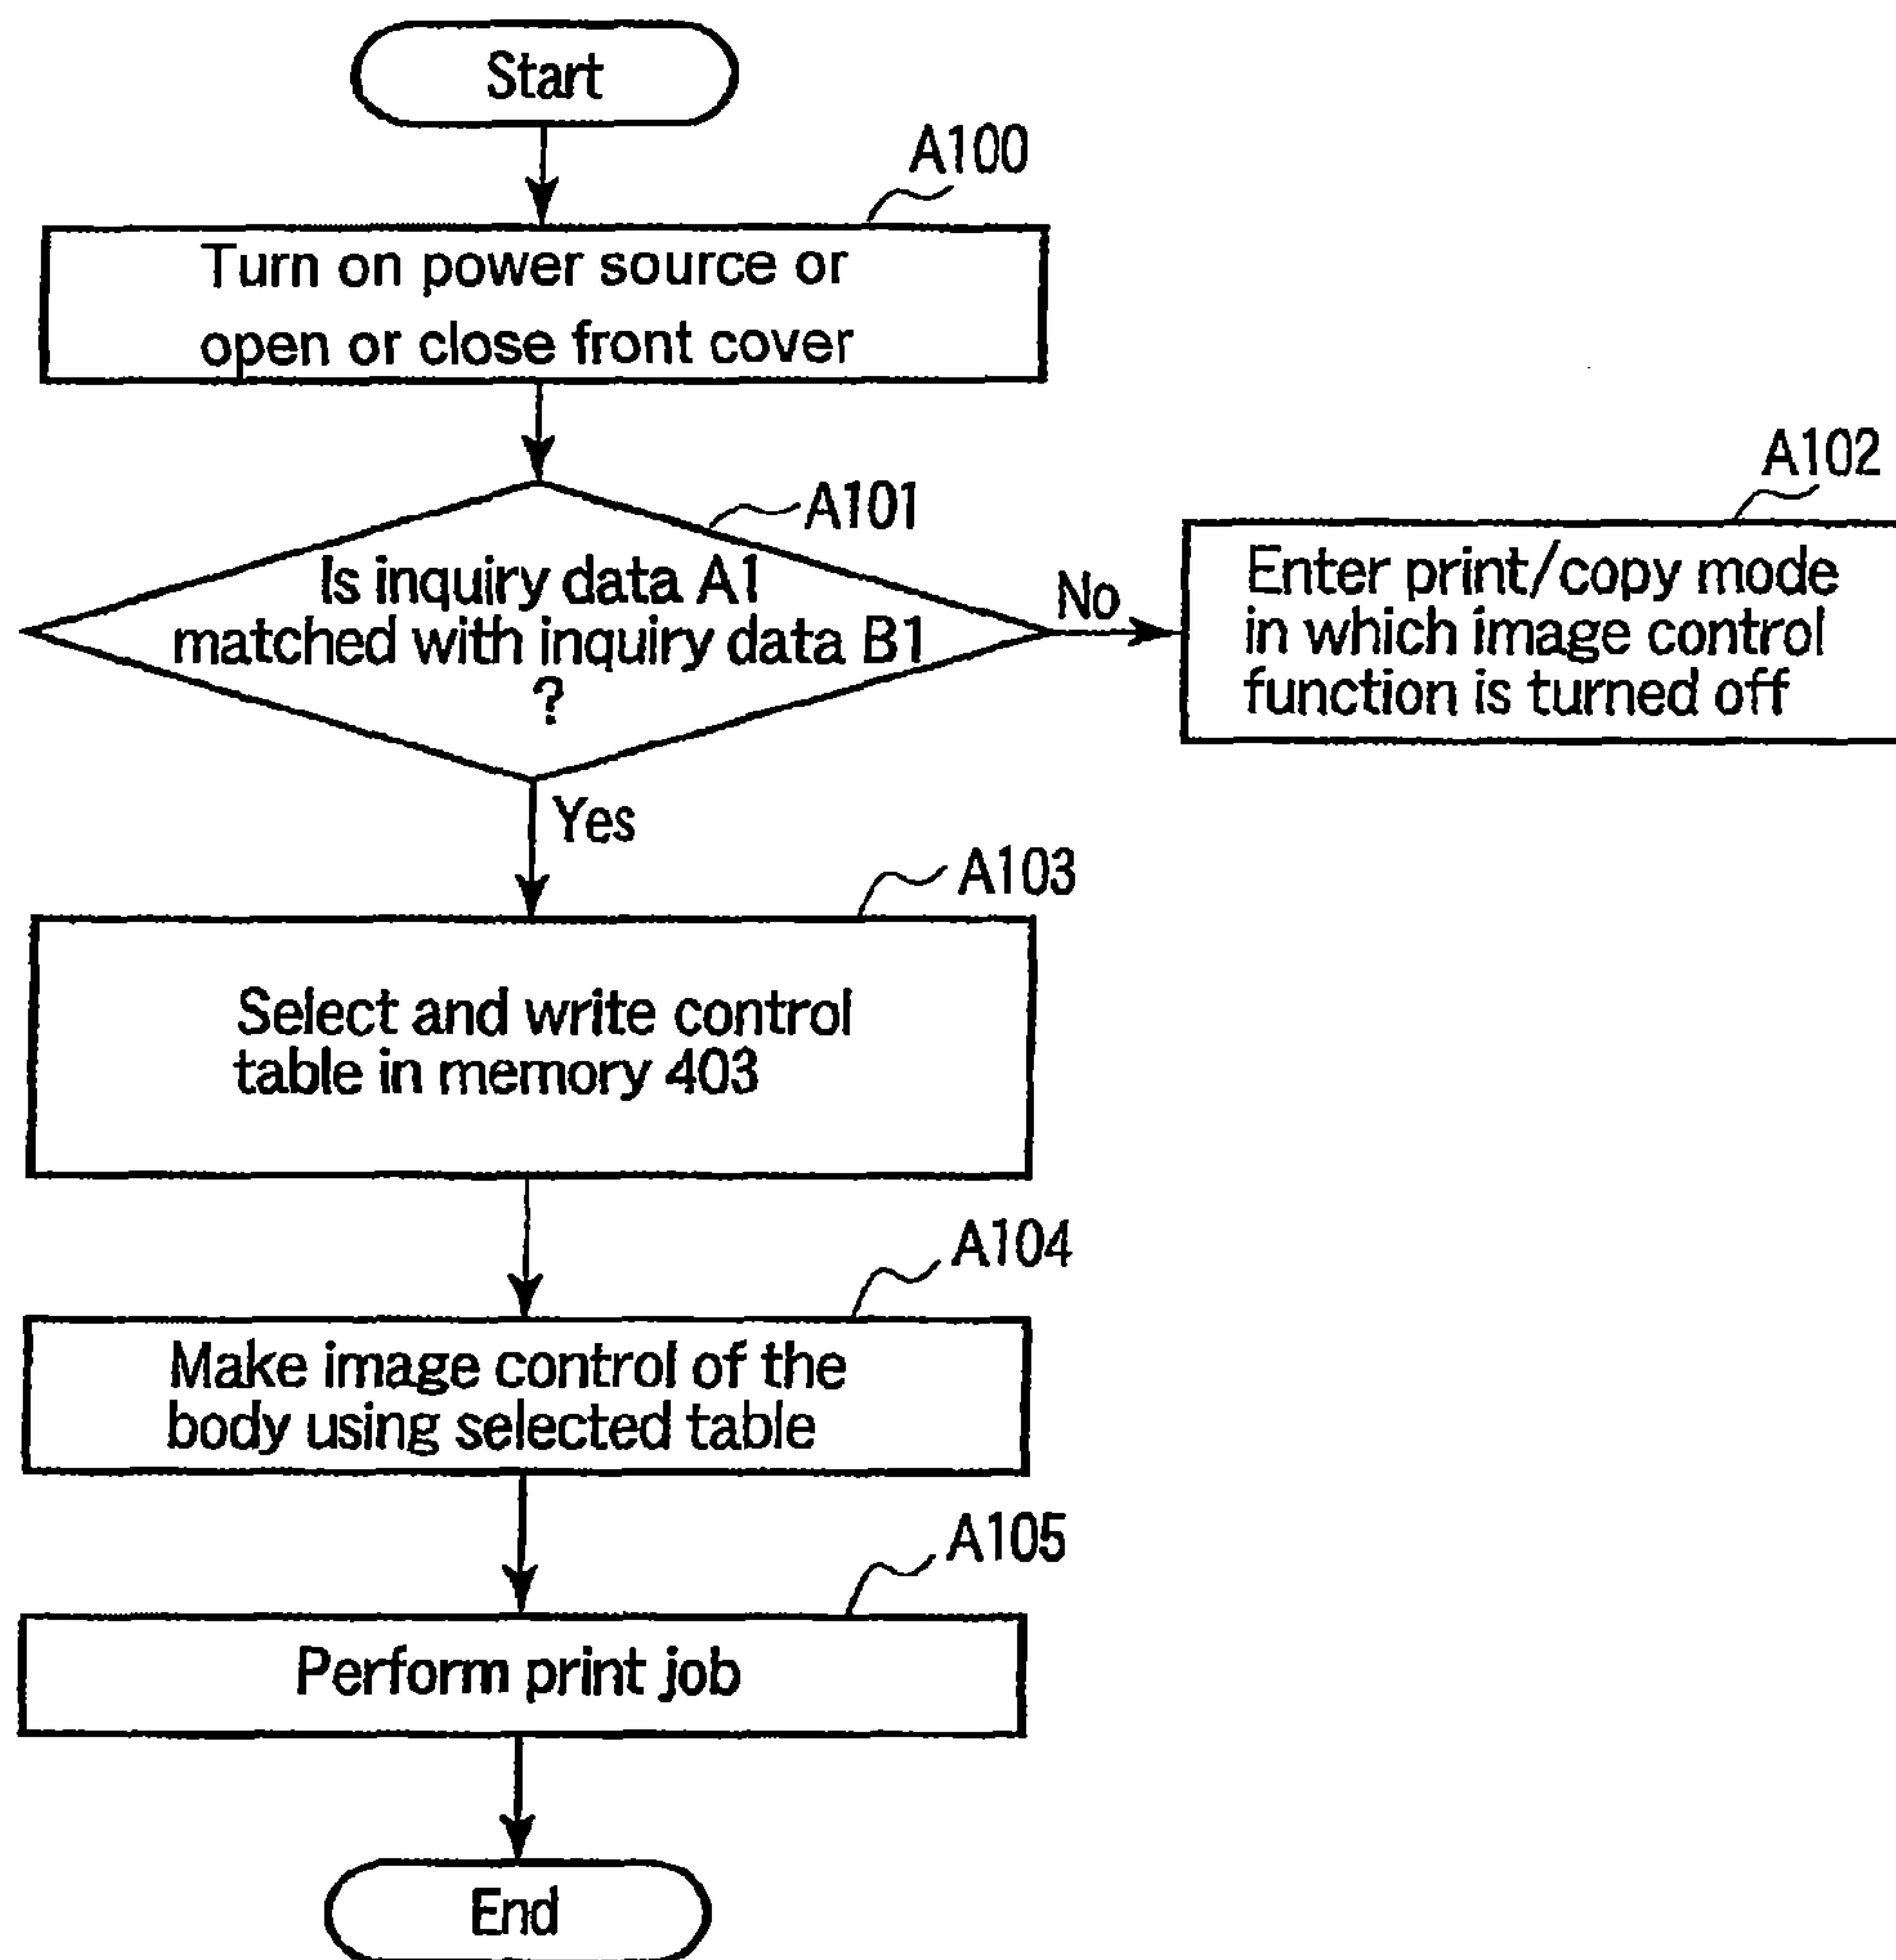 Start
A100
Turn on power source or
open or close front cover
A101
Is inquiry data A1
matched with inquiry data B1
?
No
A102
Enter print/copy mode
in which image control
function is turned off
Yes
A103
Select and write control
table in memory 403
A104
Make image control of the
body using selected table
A105
Perform print job
End